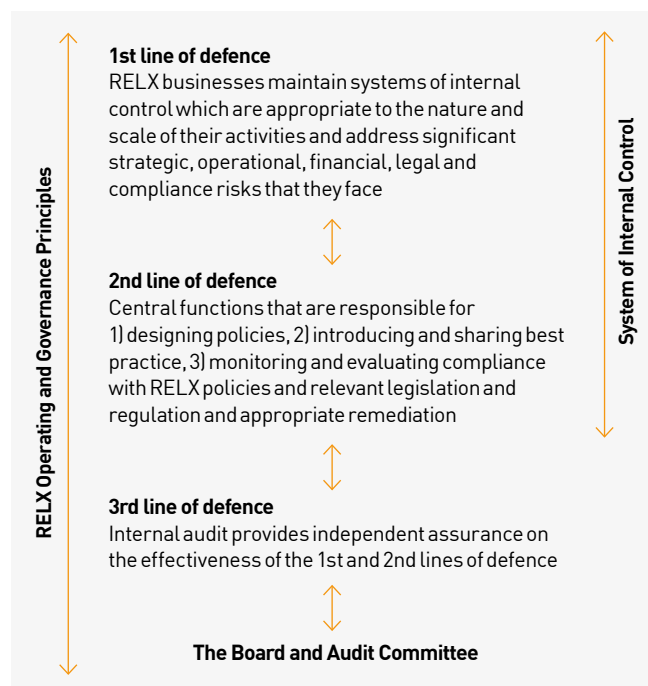 RELX Operating and Governance Principles
1st line of defence
RELX businesses maintain systems of internal
control which are appropriate to the nature and
scale of their activities and address significant
strategic, operational, financial, legal and
compliance risks that they face
2nd line of defence
Central functions that are responsible for
1) designing policies, 2) introducing and sharing best
practice, 3) monitoring and evaluating compliance
with RELX policies and relevant legislation and
regulation and appropriate remediation
3rd line of defence
Internal audit provides independent assurance on
the effectiveness of the 1st and 2nd lines of defence
The Board and Audit Committee
System of Internal Control